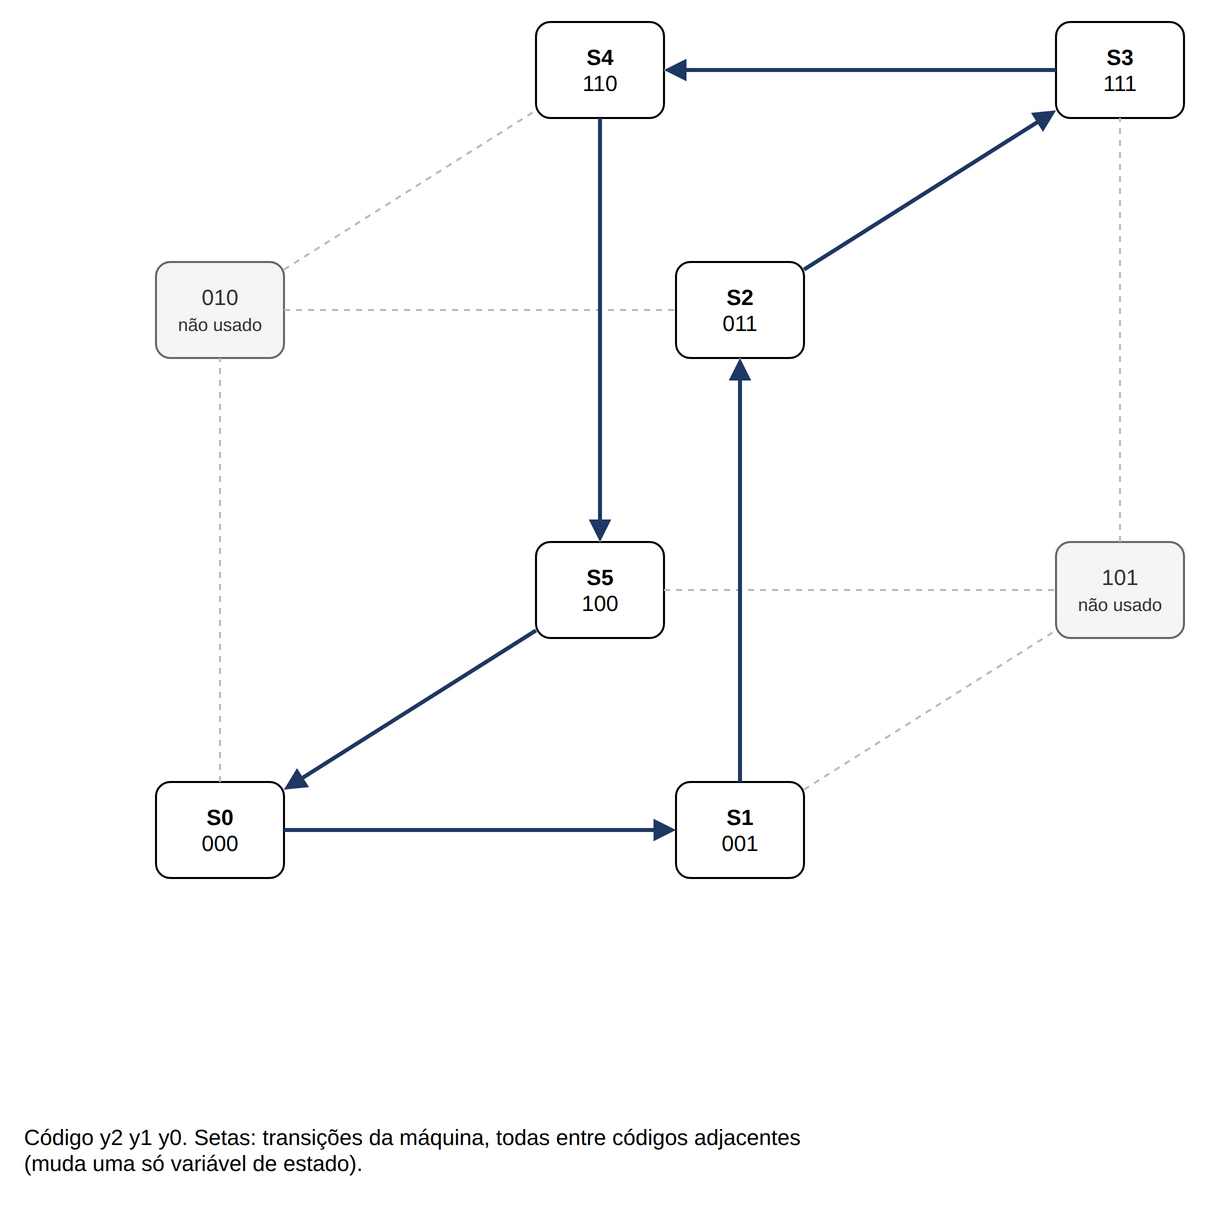 S4
110
S3
111
010
não usado
S2
011
S5
100
101
não usado
S0
000
S1
001
Código y2 y1 y0. Setas: transições da máquina, todas entre códigos adjacentes
(muda uma só variável de estado).